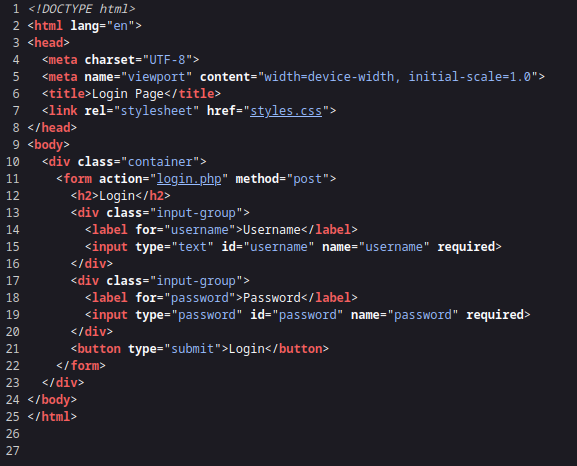 1 <!DOCTYPE html>
2 <html lang="en">
3 <head>
4   <meta charset="UTF-8">
5   <meta name="viewport" content="width=device-width, initial-scale=1.0">
6   <title>Login Page</title>
7   <link rel="stylesheet" href="styles.css">
8 </head>
9 <body>
10   <div class="container">
11     <form action="login.php" method="post">
12       <h2>Login</h2>
13       <div class="input-group">
14         <label for="username">Username</label>
15         <input type="text" id="username" name="username" required>
16       </div>
17       <div class="input-group">
18         <label for="password">Password</label>
19         <input type="password" id="password" name="password" required>
20       </div>
21       <button type="submit">Login</button>
22     </form>
23   </div>
24 </body>
25 </html>
26
27